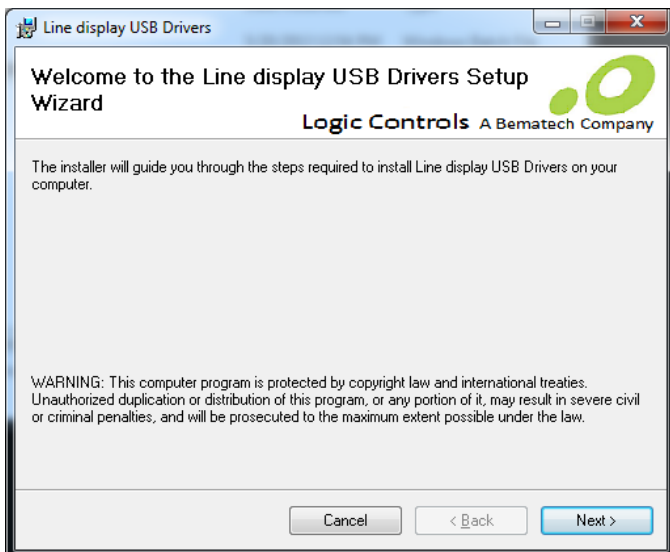 Line display USB Drivers
Welcome to the Line display USB Drivers Setup
Wizard
Logic Controls A Bematech Company
The installer will guide you through the steps required to install Line display USB Drivers on your
computer.
WARNING: This computer program is protected by copyright law and international treaties.
Unauthorized duplication or distribution of this program, or any portion of it, may result in severe civil
or criminal penalties, and will be prosecuted to the maximum extent possible under the law.
Cancel
< Back
Next >